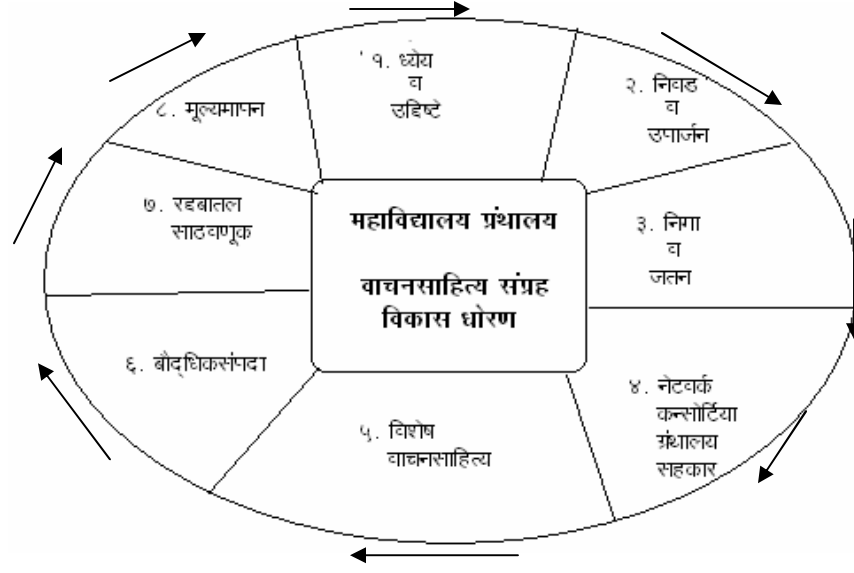 १. ध्येय
व
उद्दिष्टे
२. निवड
व
उपार्जन
३. निगा
व
जतन
४. नेटवर्क
कन्सोर्टिया
ग्रंथालय
सहकार
५. विशेष
वाचनसाहित्य
६. बौद्धिकसंपदा
७. रद्दबातल
साठवणूक
८. मूल्यमापन
महाविद्यालय ग्रंथालय
वाचनसाहित्य संग्रह
विकास धोरण